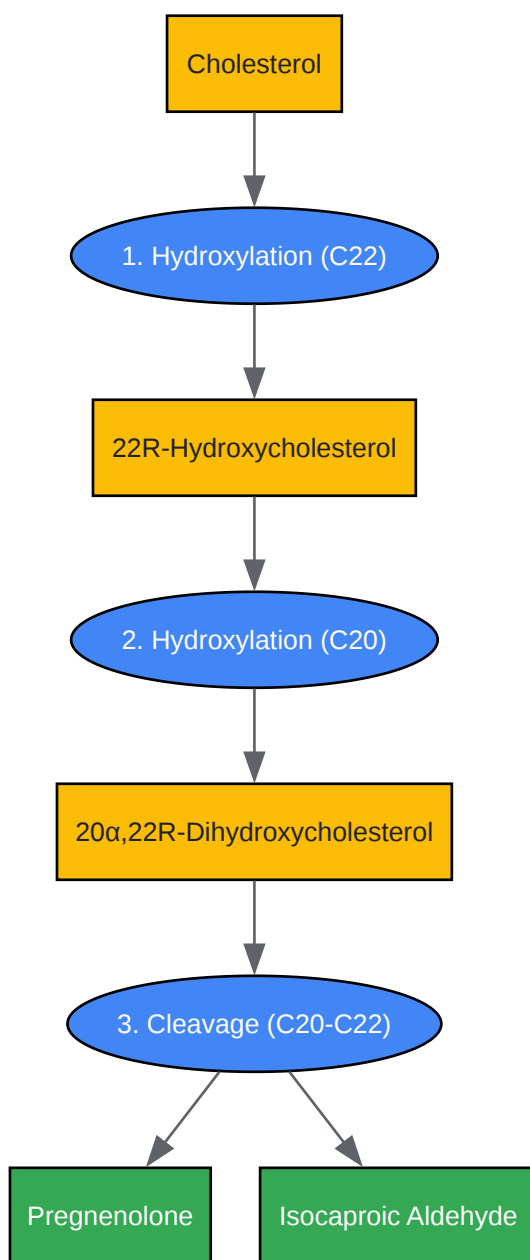 Cholesterol
1. Hydroxylation (C22)
22R-Hydroxycholesterol
2. Hydroxylation (C20)
20α,22R-Dihydroxycholesterol
3. Cleavage (C20-C22)
Pregnenolone
Isocaproic Aldehyde